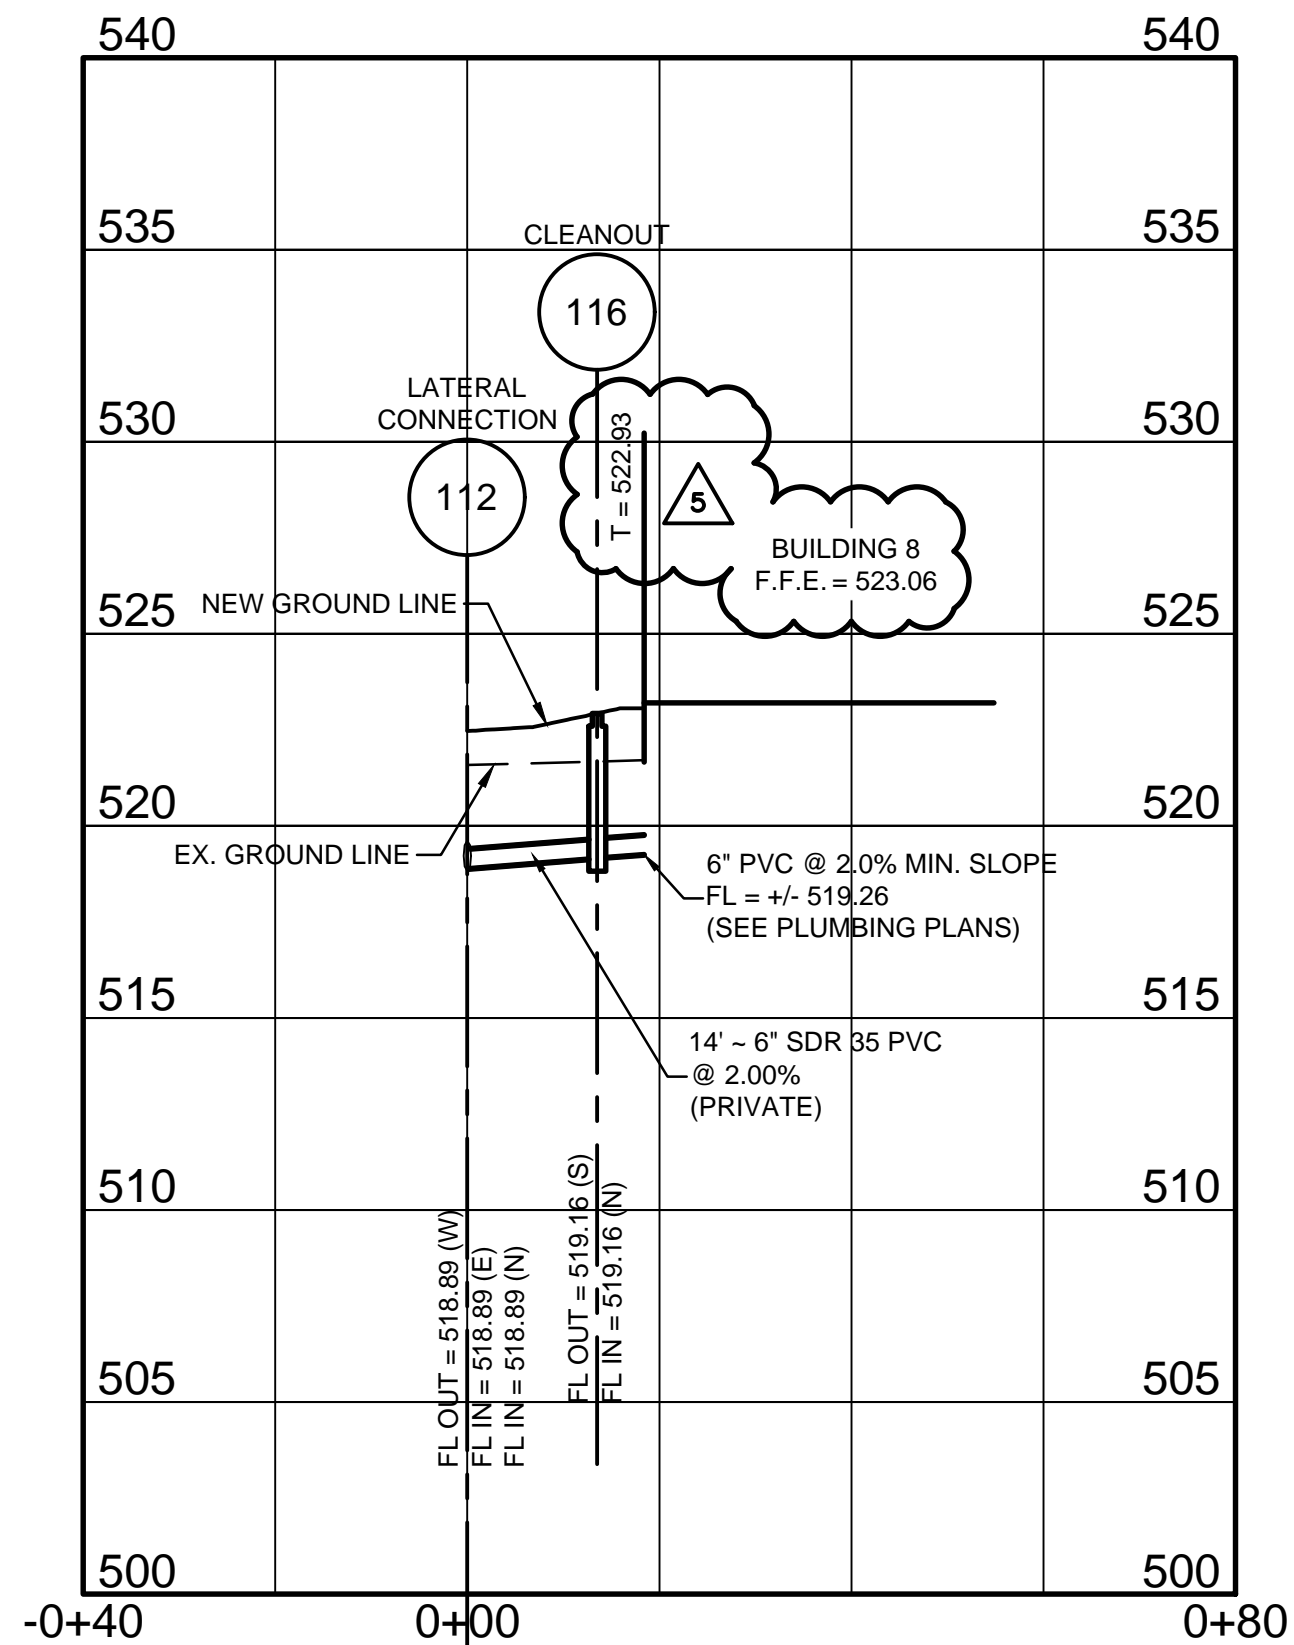 540 540
535 535
CLEANOUT
116
LATERAL
CONNECTION
530 530
T = 522.93
112
5
BUILDING 8
F.F.E. = 523.06
NEW GROUND LINE
525 525
520 520
EX. GROUND LINE
6" PVC @ 2.0% MIN. SLOPE
FL = +/- 519.26
(SEE PLUMBING PLANS)
515 515
14' ~ 6" SDR 35 PVC
@ 2.00%
(PRIVATE)
510 510
FL OUT = 518.89 (W)
FL IN = 518.89 (E)
FL IN = 518.89 (N)
FL OUT = 519.16 (S)
FL IN = 519.16 (N)
505 505
500 500
-0+40 0+00 0+80